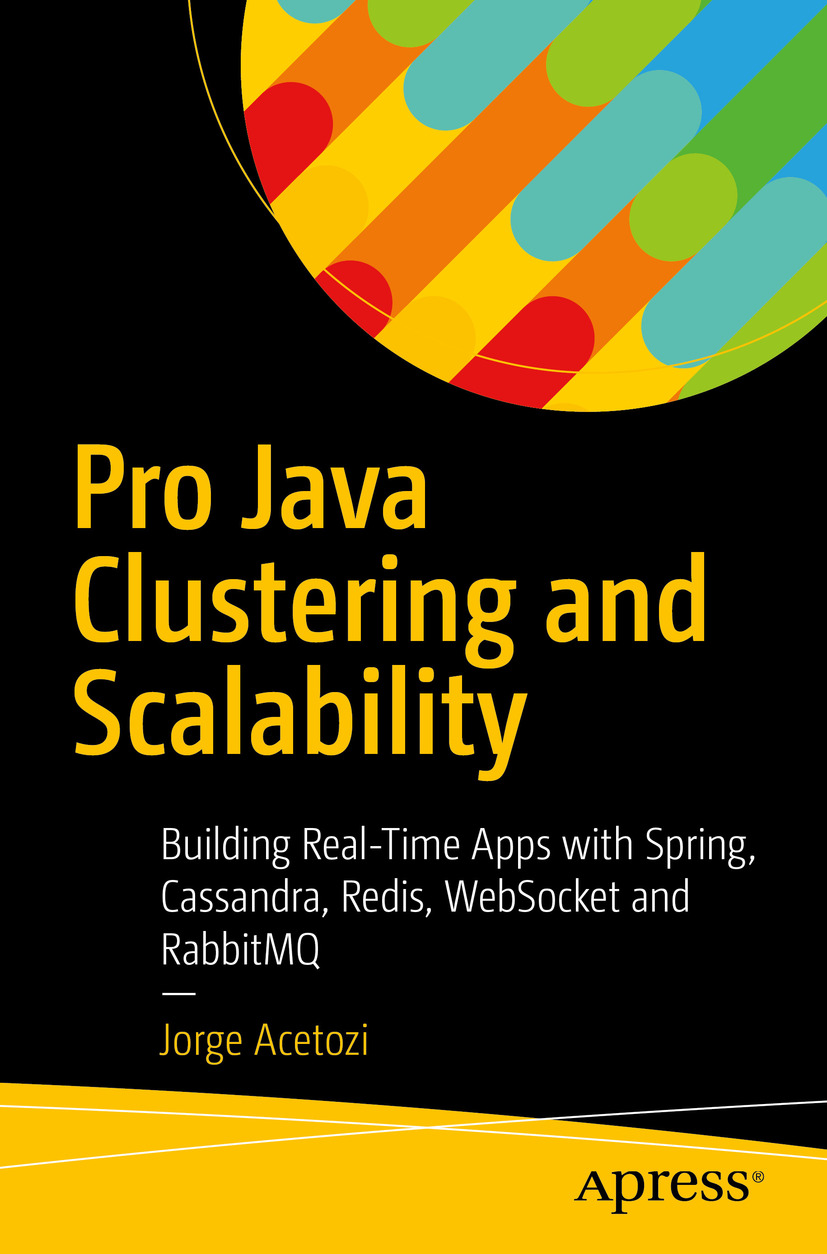 Pro Java
Clustering and
Scalability
Building Real-Time Apps with Spring,
Cassandra, Redis, WebSocket and
RabbitMQ
Jorge Acetozi
Apress®